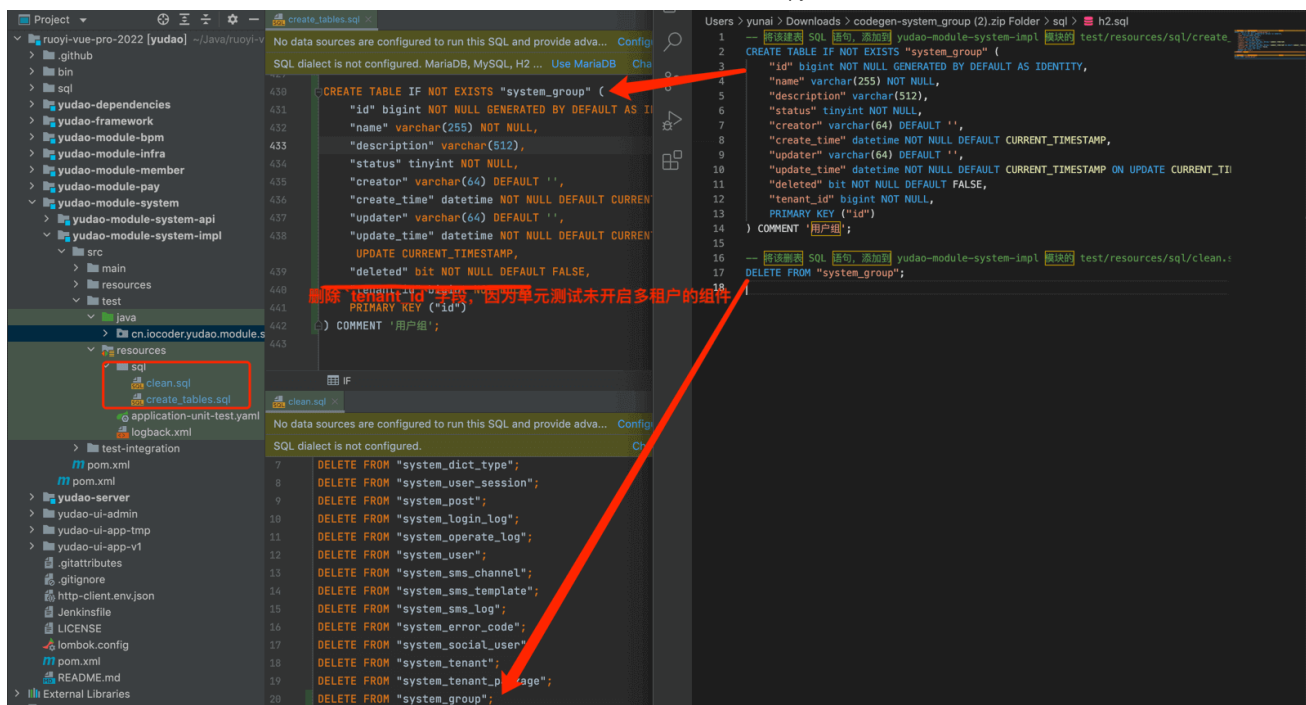 Project
ruoyi-vue-pro-2022 [yudao] ~/Java/ruoyi-v
.github
bin
sql
yudao-dependencies
yudao-framework
yudao-module-bpm
yudao-module-infra
yudao-module-member
yudao-module-pay
yudao-module-system
yudao-module-system-api
yudao-module-system-impl
src
main
resources
test
java
cn.iocoder.yudao.module.s
resources
sql
clean.sql
create_tables.sql
application-unit-test.yaml
logback.xml
test-integration
pom.xml
pom.xml
yudao-server
yudao-ui-admin
yudao-ui-app-tmp
yudao-ui-app-v1
.gitattributes
.gitignore
http-client.env.json
Jenkinsfile
LICENSE
lombok.config
pom.xml
README.md
External Libraries
create_tables.sql
No data sources are configured to run this SQL and provide adva... Config
SQL dialect is not configured. MariaDB, MySQL, H2 ... Use MariaDB Cha
430 CREATE TABLE IF NOT EXISTS "system_group" (
431 "id" bigint NOT NULL GENERATED BY DEFAULT AS I
432 "name" varchar(255) NOT NULL,
433 "description" varchar(512),
434 "status" tinyint NOT NULL,
435 "creator" varchar(64) DEFAULT '',
436 "create_time" datetime NOT NULL DEFAULT CURREN
437 "updater" varchar(64) DEFAULT '',
438 "update_time" datetime NOT NULL DEFAULT CURREN
UPDATE CURRENT_TIMESTAMP,
439 "deleted" bit NOT NULL DEFAULT FALSE,
440
删除 "tenant_id" 字段，因为单元测试未开启多租户的组件
441 PRIMARY KEY ("id")
442 ) COMMENT '用户组';
443
IF
clean.sql
No data sources are configured to run this SQL and provide adva... Config
SQL dialect is not configured. Ch
7 DELETE FROM "system_dict_type";
8 DELETE FROM "system_user_session";
9 DELETE FROM "system_post";
10 DELETE FROM "system_login_log";
11 DELETE FROM "system_operate_log";
12 DELETE FROM "system_user";
13 DELETE FROM "system_sms_channel";
14 DELETE FROM "system_sms_template";
15 DELETE FROM "system_sms_log";
16 DELETE FROM "system_error_code";
17 DELETE FROM "system_social_user"
18 DELETE FROM "system_tenant";
19 DELETE FROM
20 DELETE FROM "system_group";
Users > yunai > Downloads > codegen-system_group (2).zip Folder > sql > h2.sql
1 -- 将该建表 SQL 语句，添加到 yudao-module-system-impl 模块的 test/resources/sql/create_
2 CREATE TABLE IF NOT EXISTS "system_group" (
3 "id" bigint NOT NULL GENERATED BY DEFAULT AS IDENTITY,
4 "name" varchar(255) NOT NULL,
5 "description" varchar(512),
6 "status" tinyint NOT NULL,
7 "creator" varchar(64) DEFAULT '',
8 "create_time" datetime NOT NULL DEFAULT CURRENT_TIMESTAMP,
9 "updater" varchar(64) DEFAULT '',
10 "update_time" datetime NOT NULL DEFAULT CURRENT_TIMESTAMP ON UPDATE CURRENT_TI
11 "deleted" bit NOT NULL DEFAULT FALSE,
12 "tenant_id" bigint NOT NULL,
13 PRIMARY KEY ("id")
14 ) COMMENT '用户组';
15
16 -- 将该删表 SQL 语句，添加到 yudao-module-system-impl 模块的 test/resources/sql/clean.s
17 DELETE FROM "system_group";
18